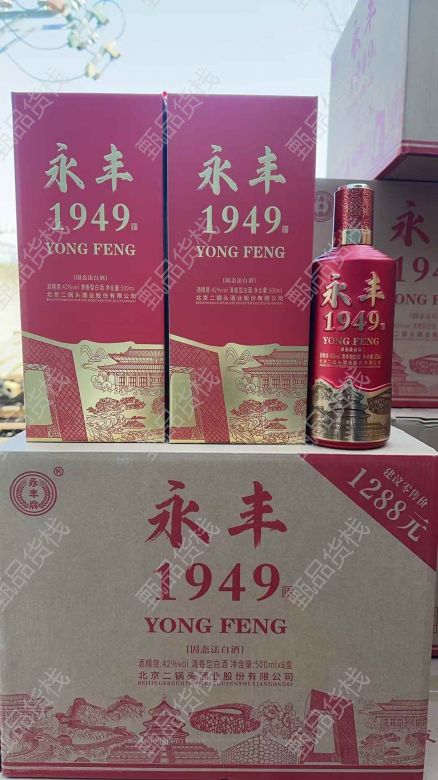 永丰
1949
YONG FENG
[固态法白酒]
酒精度:42%vol 清香型白酒 净含量:500ml
北京二锅头酒业股份有限公司
永丰
1949
YONG FENG
[固态法白酒]
酒精度:42%vol 清香型白酒 净含量:500ml
北京二锅头酒业股份有限公司
永丰
1949
YONG FENG
永丰牌
®
建议零售价
1288元
永丰
1949
YONG FENG
[固态法白酒]
酒精度:42%vol 清香型白酒 净含量:500mlx6盒
北京二锅头酒业股份有限公司
BEIJINGERGUOTOUJIUYEGUFENYOUXIANGONGSI
甄品货栈